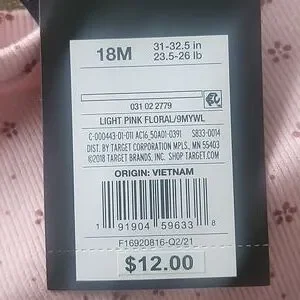 18M
31-32.5 in
23.5-26 lb
031 02 2779
LIGHT PINK FLORAL/9MYWL
C-000443-01-011 AC16_50A01-0391 S833-0014
DIST. BY TARGET CORPORATION MPLS., MN 55403
©2018 TARGET BRANDS, INC. SHOP TARGET.COM
ORIGIN: VIETNAM
1 91904 59633 8
F16920816-Q2/21
$12.00